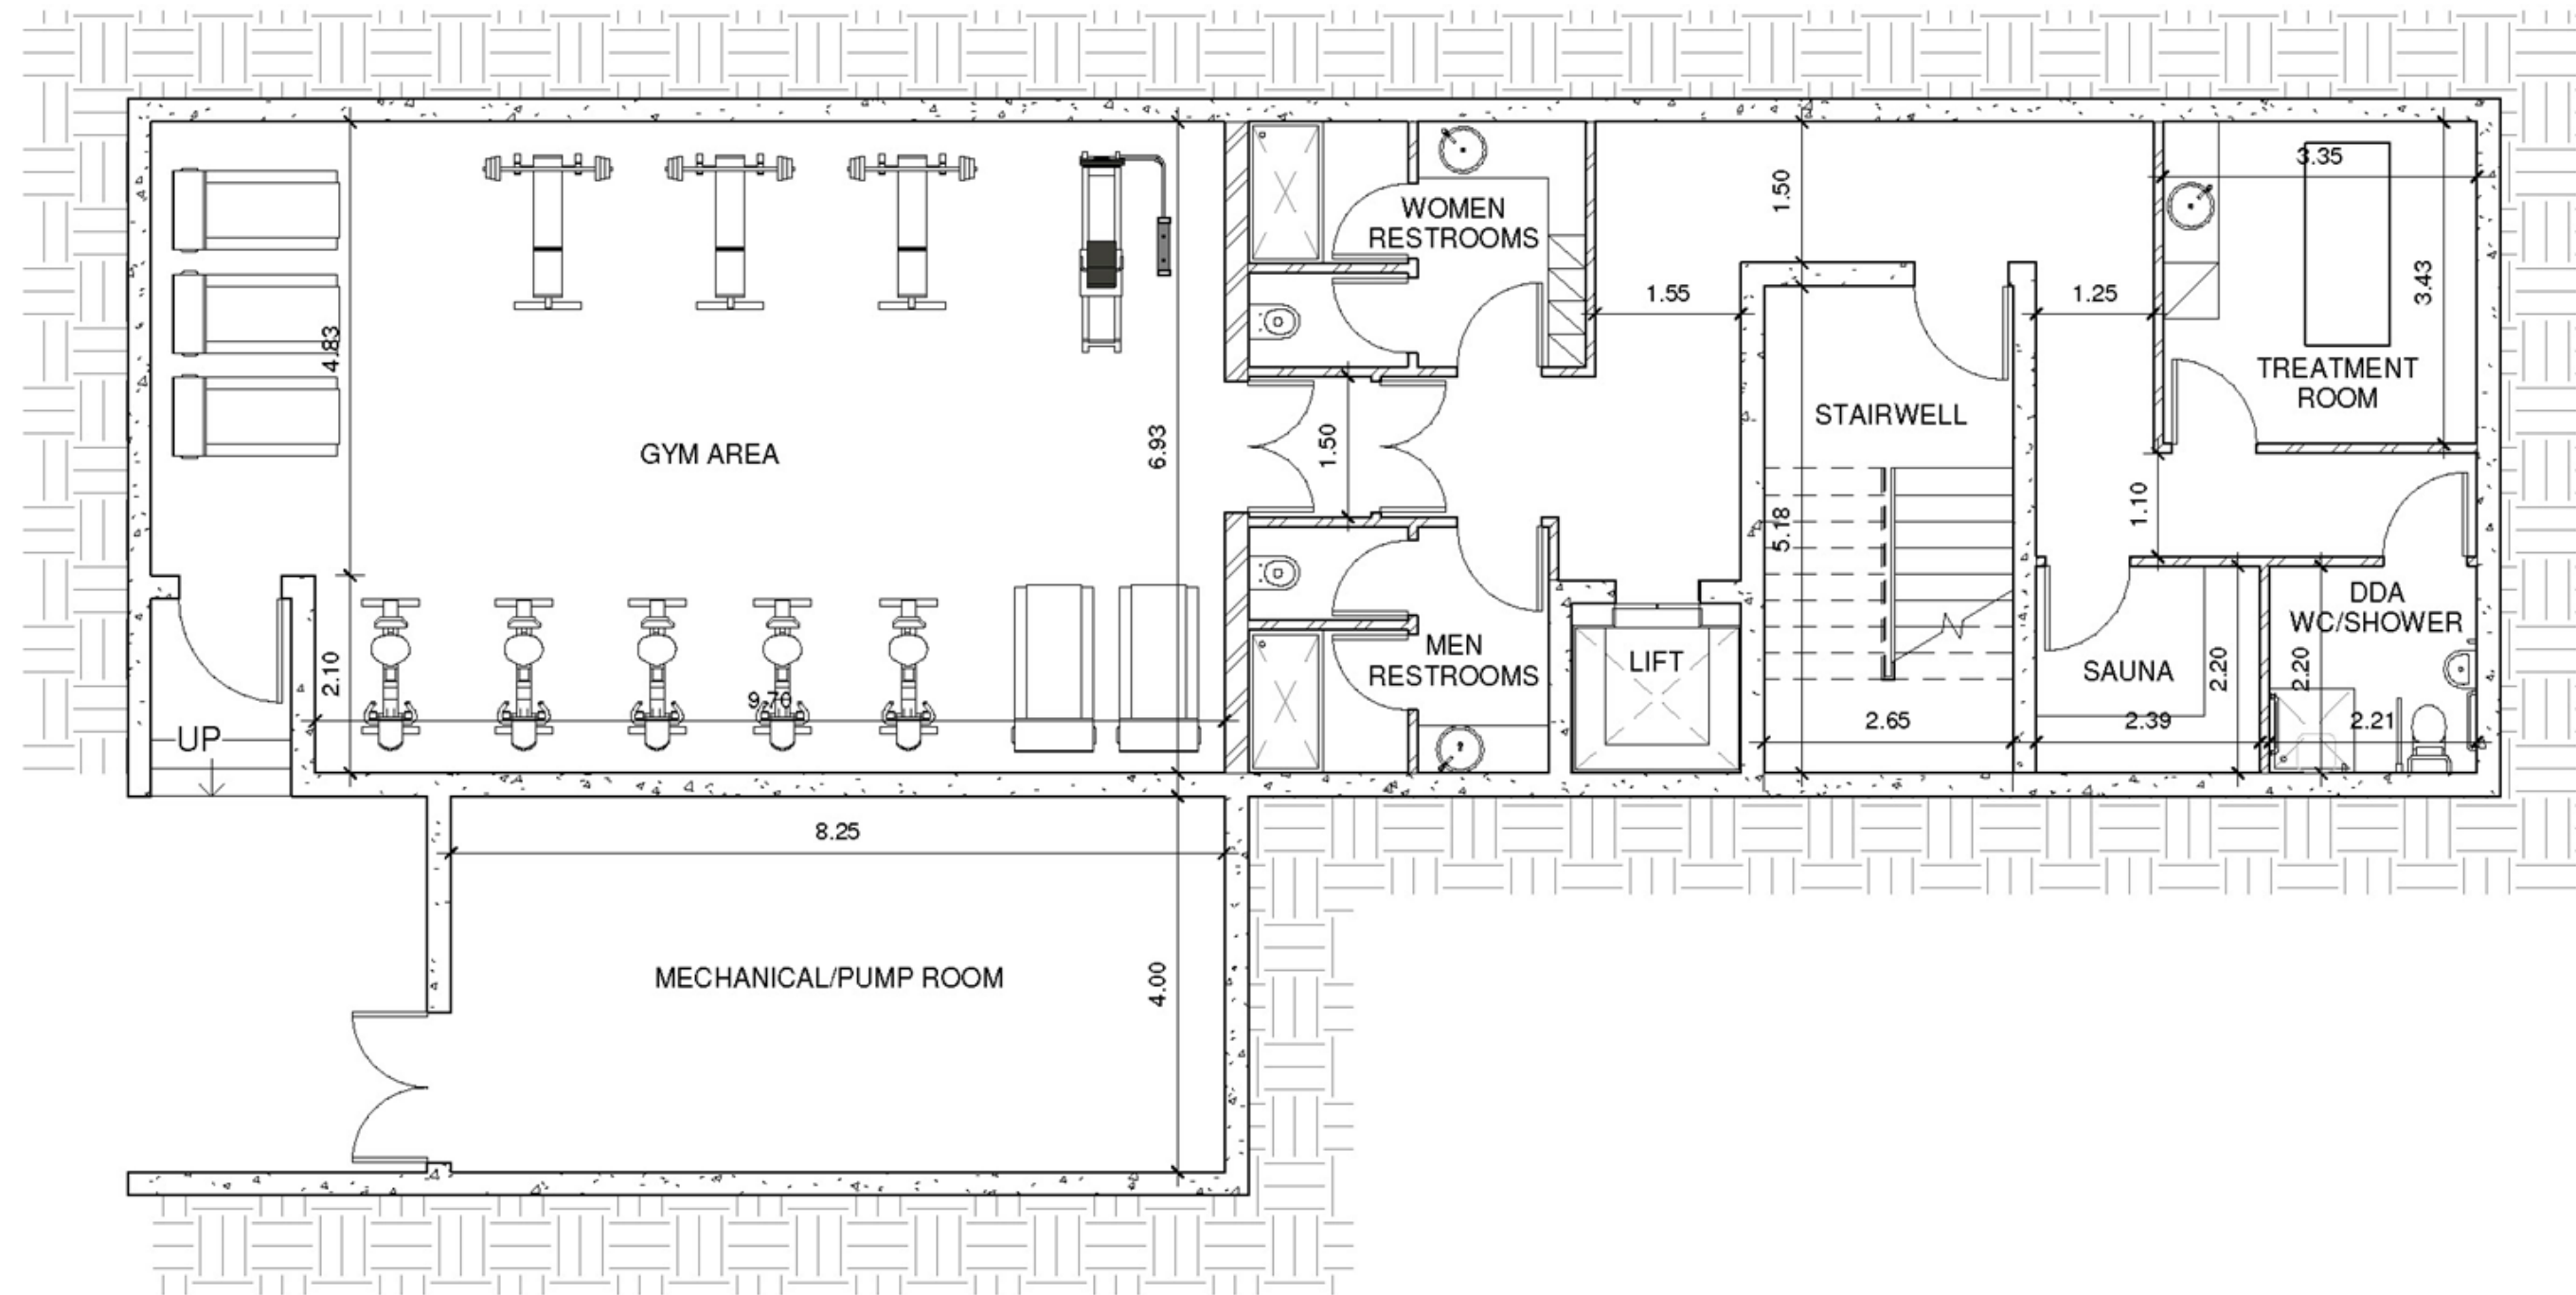 3.35
1.50
WOMEN
RESTROOMS
3.43
1.55
1.25
4.83
TREATMENT
ROOM
STAIRWELL
GYM AREA
6.93
1.50
1.10
5.18
DDA
WC/SHOWER
MEN
RESTROOMS
LIFT
SAUNA
2.20
2.20
2.10
9.70
2.65
2.39
2.21
UP
8.25
MECHANICAL/PUMP ROOM
4.00